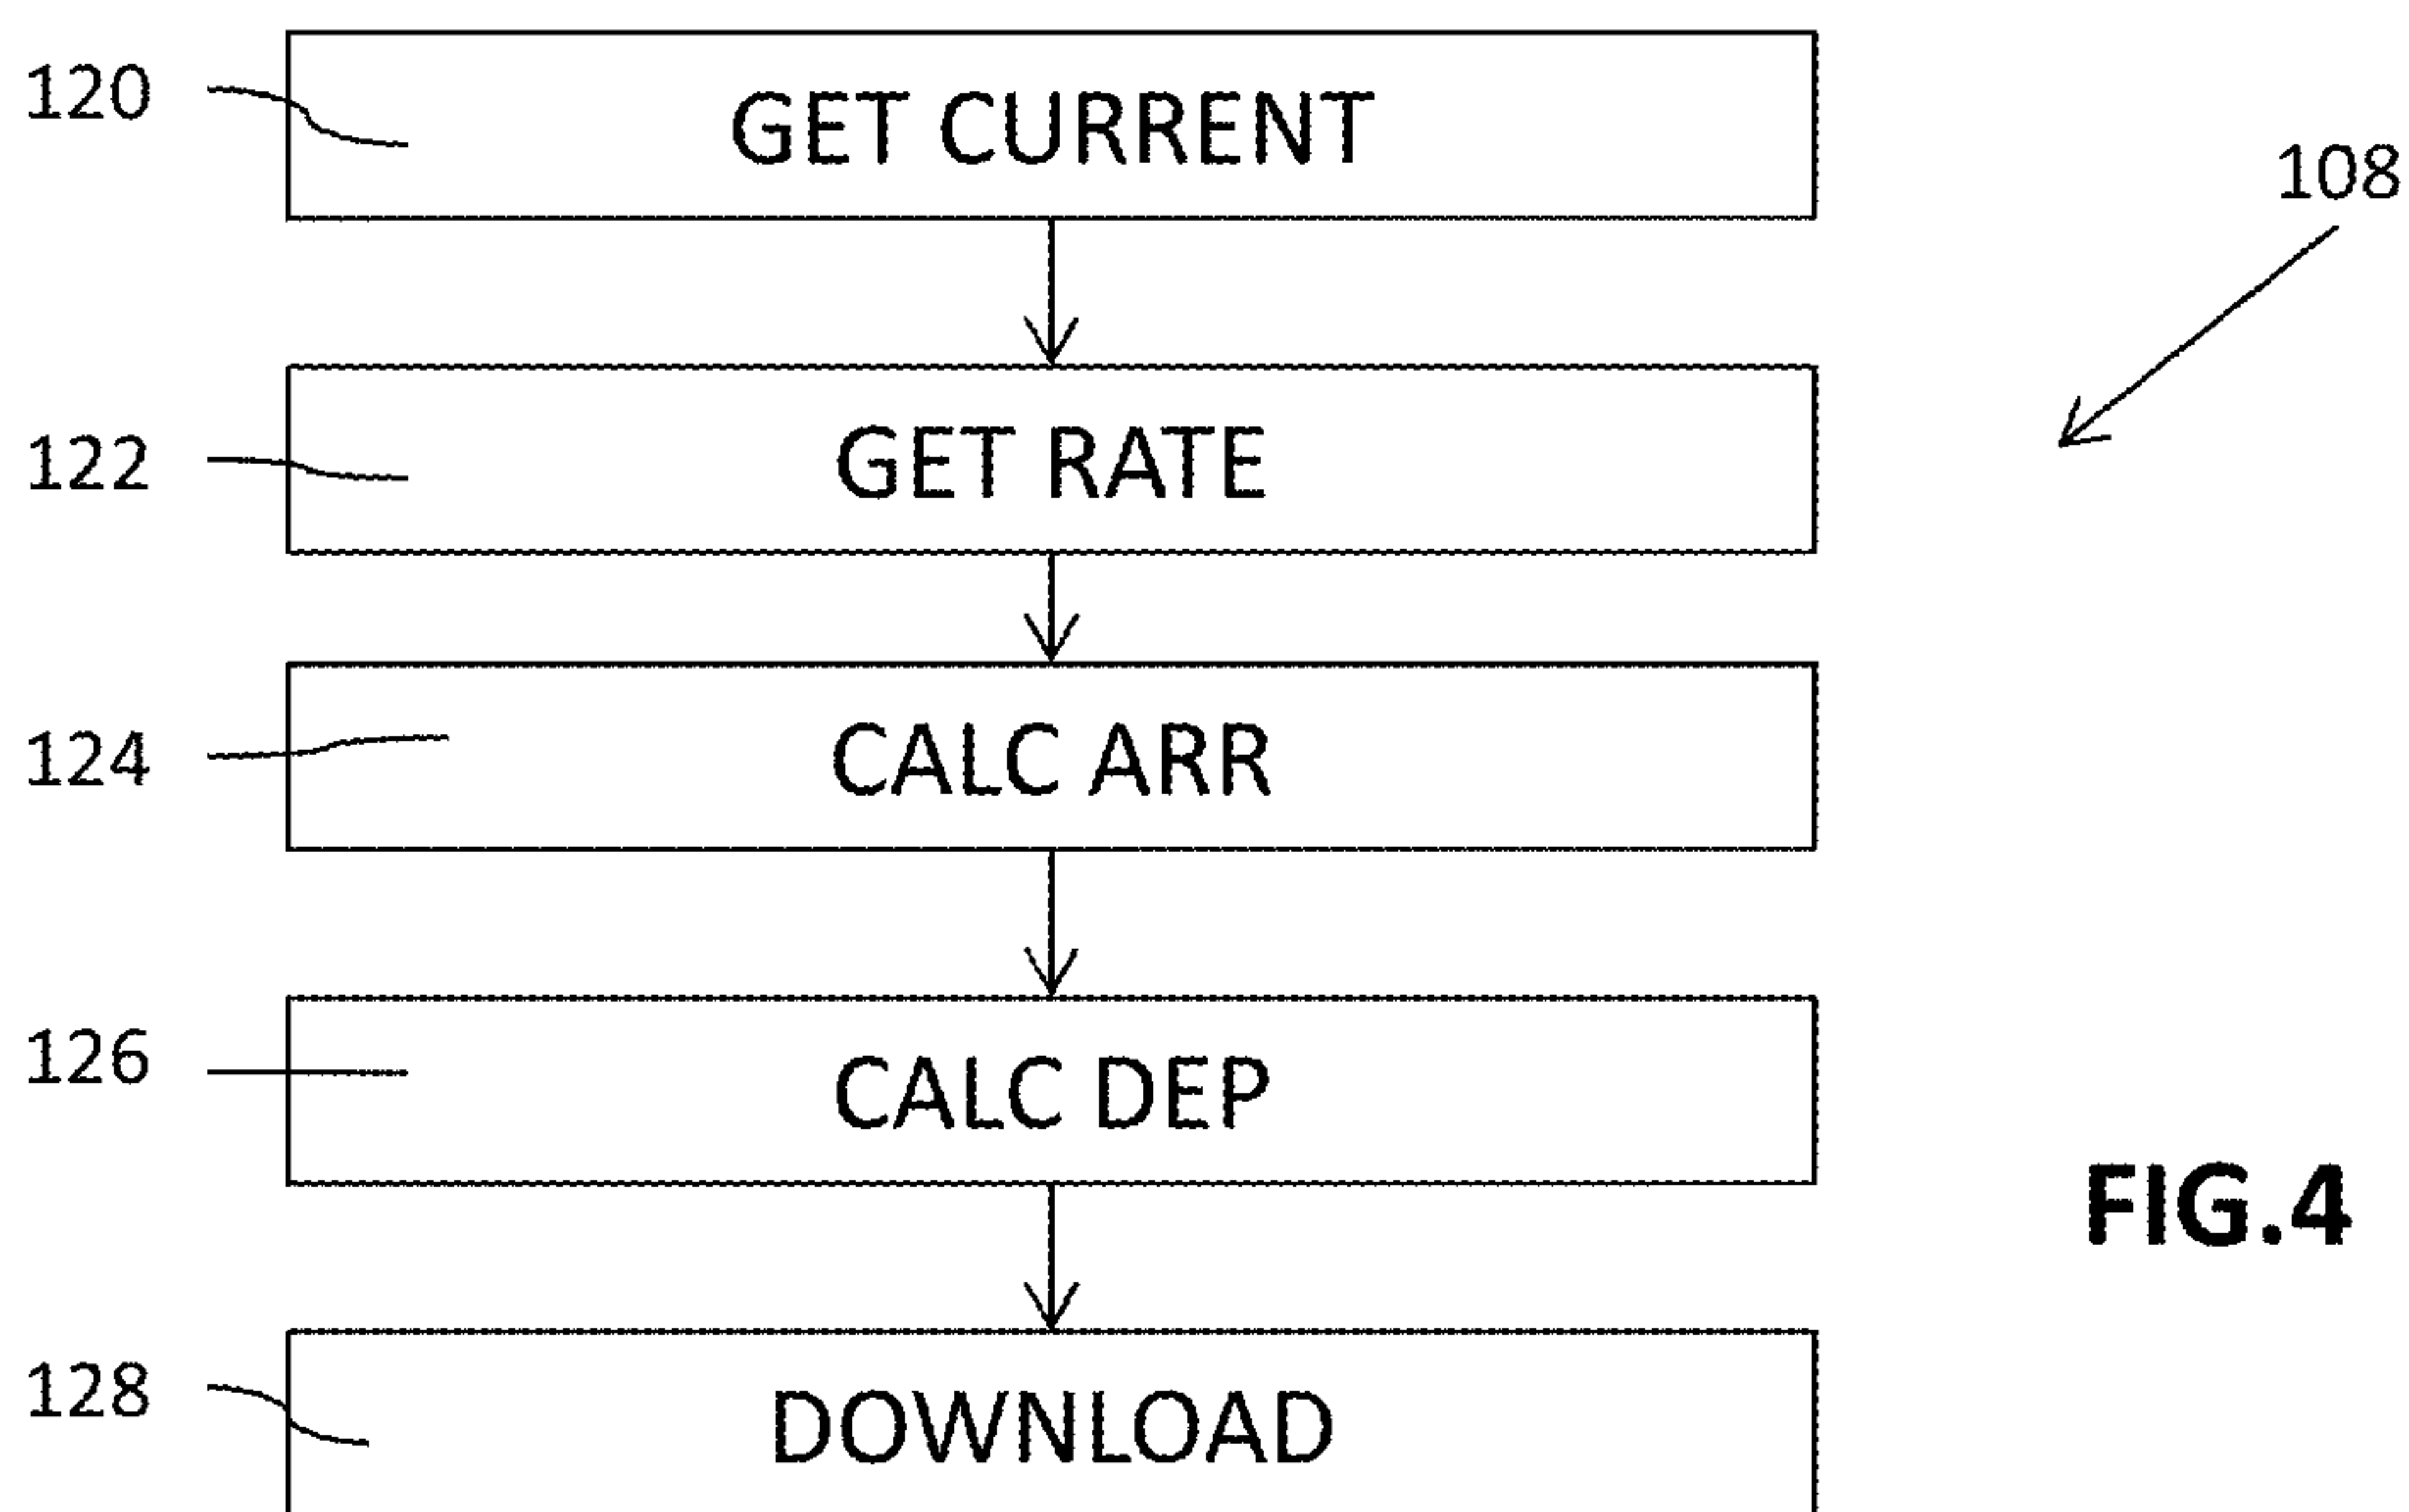 120
GET CURRENT
108
122
GET RATE
124
CALC ARR
126
CALC DEP
FIG.4
128
DOWNLOAD